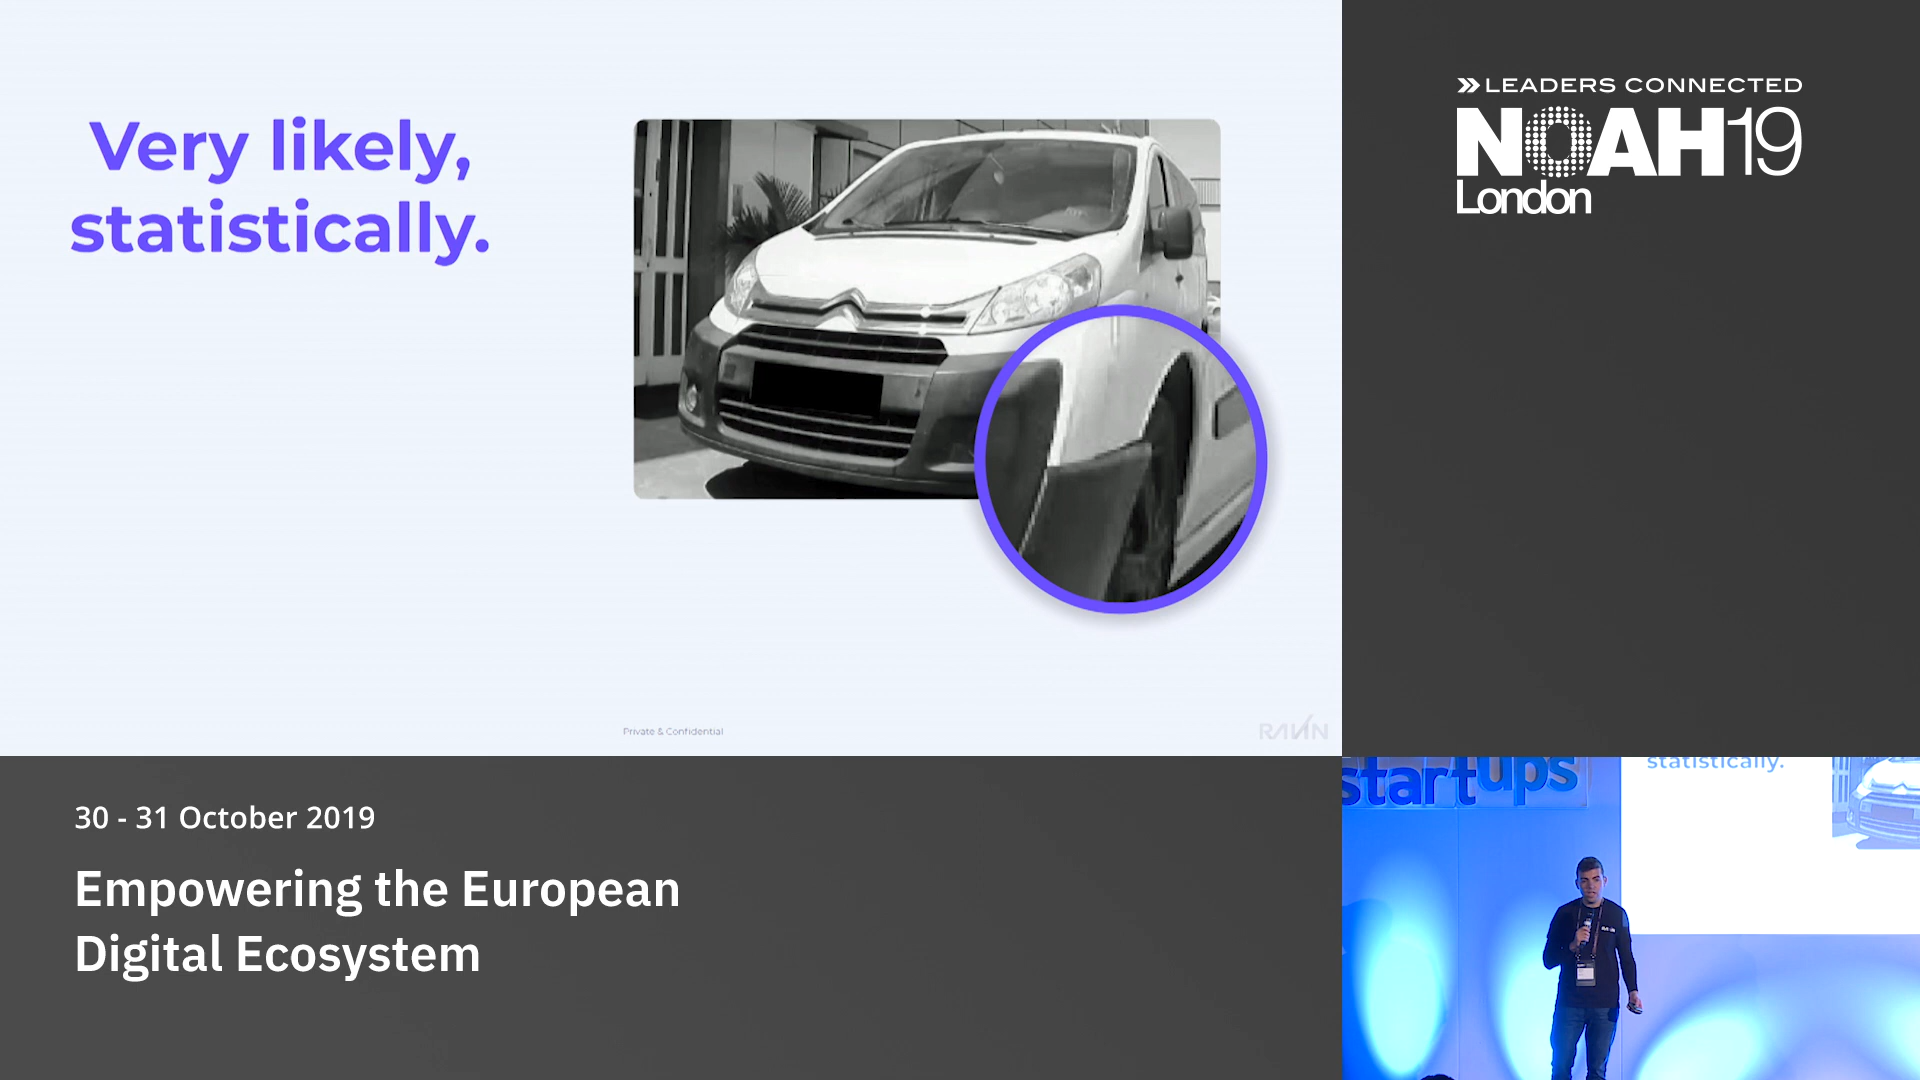 Very likely,
statistically.
Private & Confidential
RAVIN
LEADERS CONNECTED
NOAH19
London
30 - 31 October 2019
Empowering the European
Digital Ecosystem
startups
statistically.